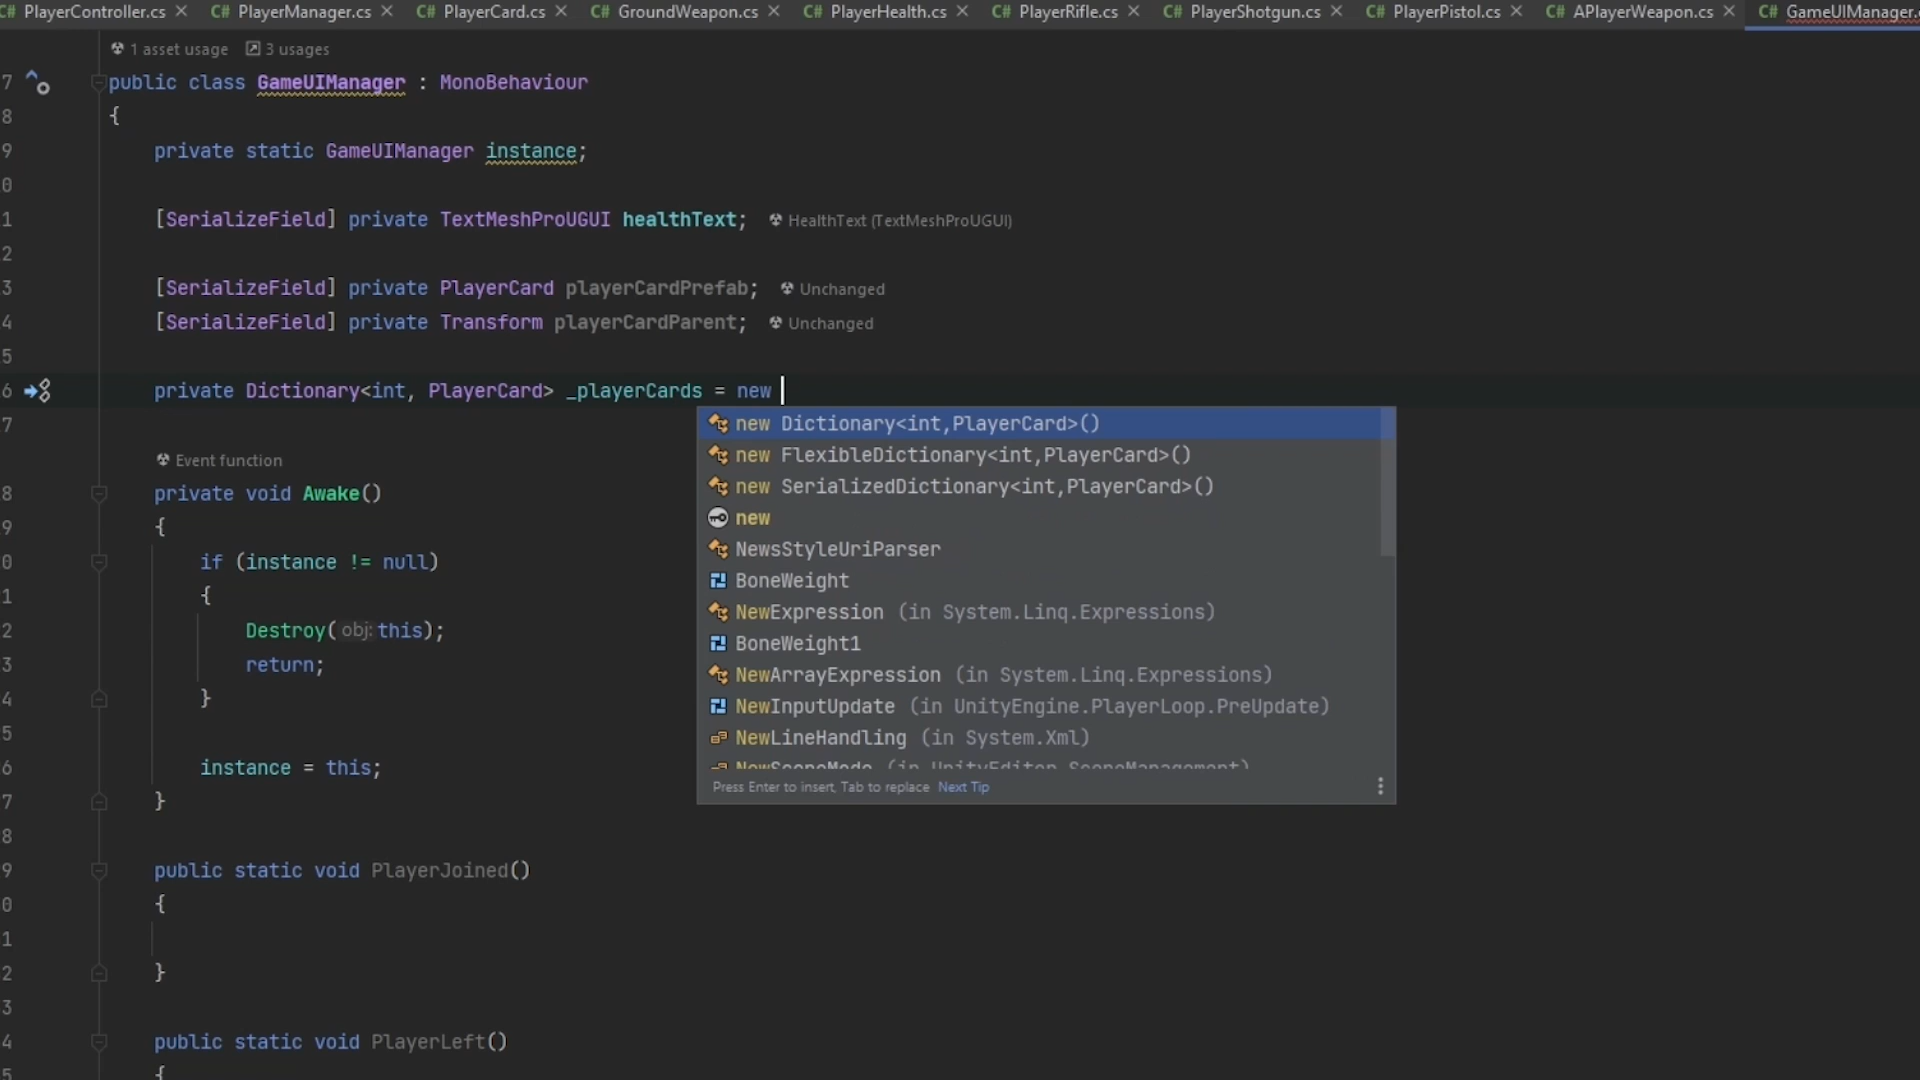 PlayerController.cs C# PlayerManager.cs C# PlayerCard.cs C# GroundWeapon.cs C# PlayerHealth.cs C# PlayerRifle.cs C# PlayerShotgun.cs C# PlayerPistol.cs C# APlayerWeapon.cs C# GameUIManager.
1 asset usage 3 usages
7 public class GameUIManager : MonoBehaviour
8 {
9 private static GameUIManager instance;
0
1 [SerializeField] private TextMeshProUGUI healthText; HealthText (TextMeshProUGUI)
2
3 [SerializeField] private PlayerCard playerCardPrefab; Unchanged
4 [SerializeField] private Transform playerCardParent; Unchanged
5
6 private Dictionary<int, PlayerCard> _playerCards = new
7
new Dictionary<int,PlayerCard>()
new FlexibleDictionary<int,PlayerCard>()
new SerializedDictionary<int,PlayerCard>()
new
NewsStyleUriParser
BoneWeight
NewExpression (in System.Linq.Expressions)
BoneWeight1
NewArrayExpression (in System.Linq.Expressions)
NewInputUpdate (in UnityEngine.PlayerLoop.PreUpdate)
NewLineHandling (in System.Xml)
NewSceneMode (in UnityEditor.SceneManagement)
Press Enter to insert, Tab to replace Next Tip
Event function
8 private void Awake()
9 {
0 if (instance != null)
1 {
2 Destroy(obj: this);
3 return;
4 }
5
6 instance = this;
7 }
8
9 public static void PlayerJoined()
0 {
1
2 }
3
4 public static void PlayerLeft()
5 {